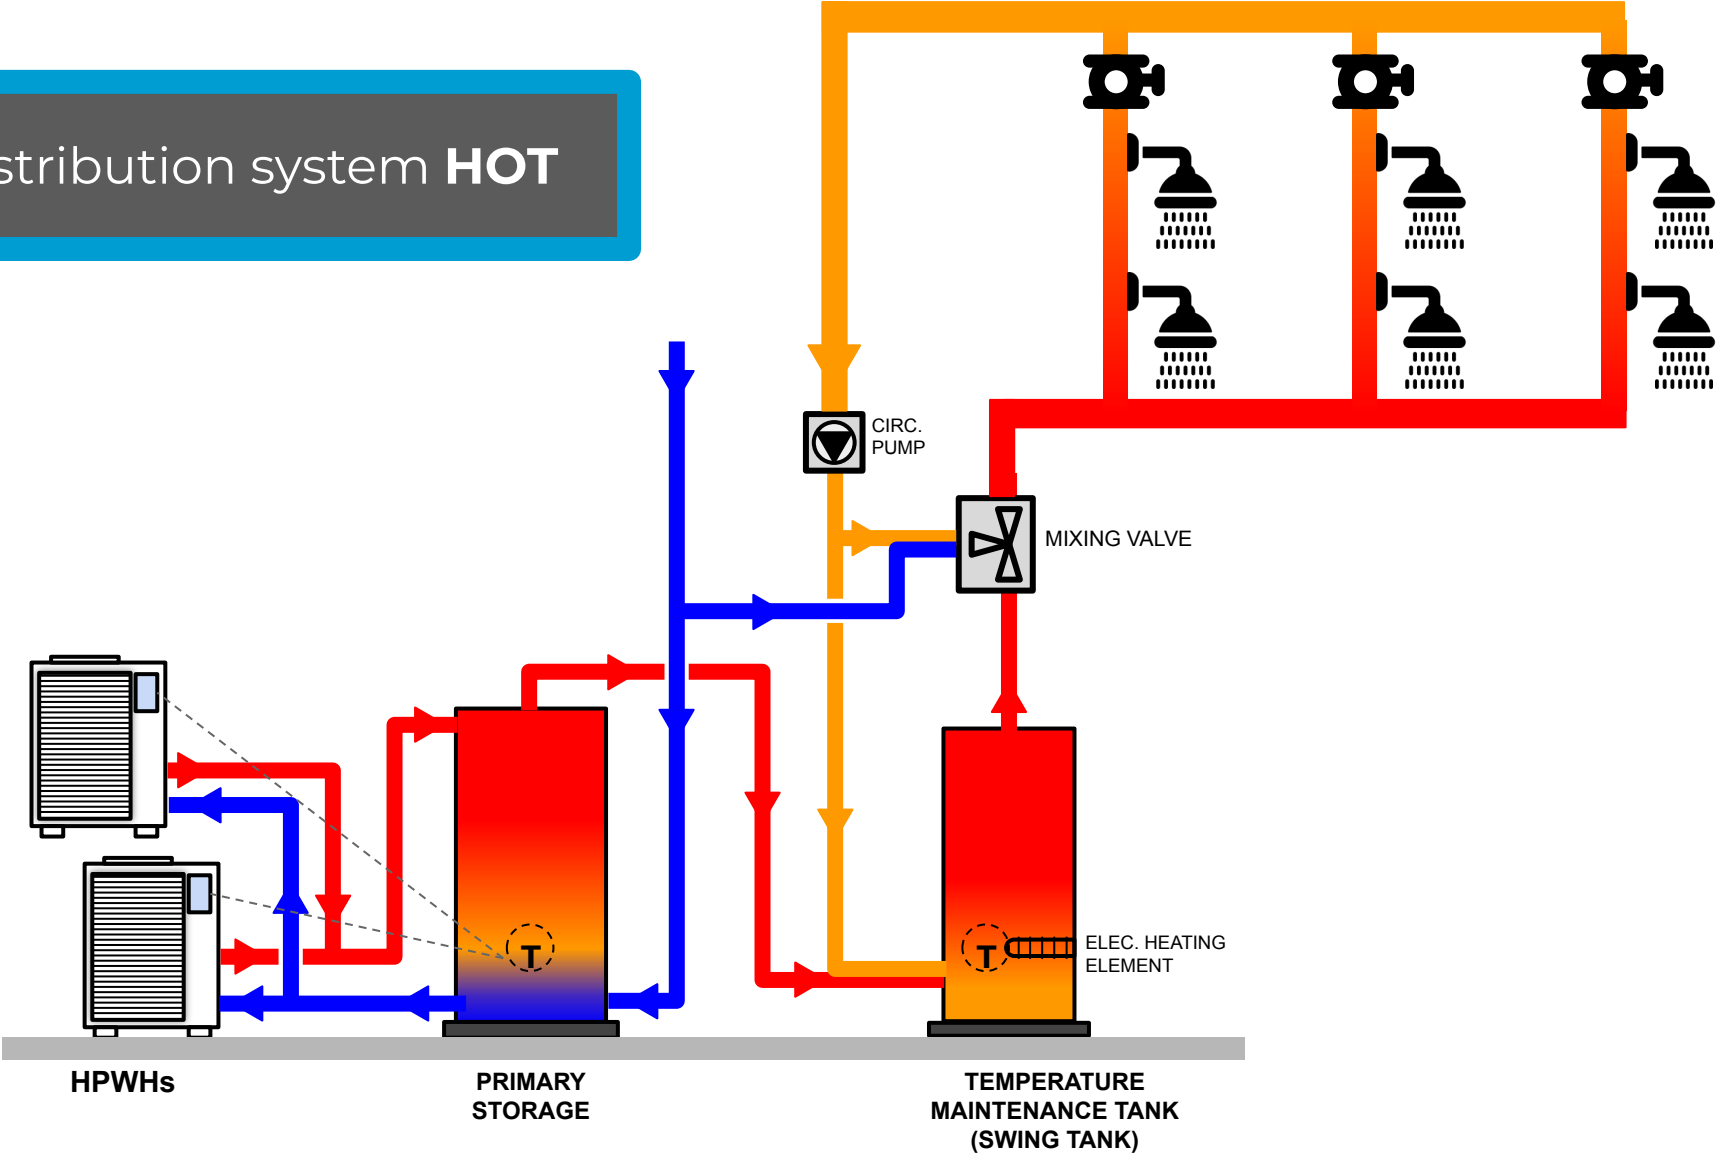 stribution system HOT
CIRC.
PUMP
MIXING VALVE
T
T
ELEC. HEATING
ELEMENT
HPWHs
PRIMARY
STORAGE
TEMPERATURE
MAINTENANCE TANK
(SWING TANK)